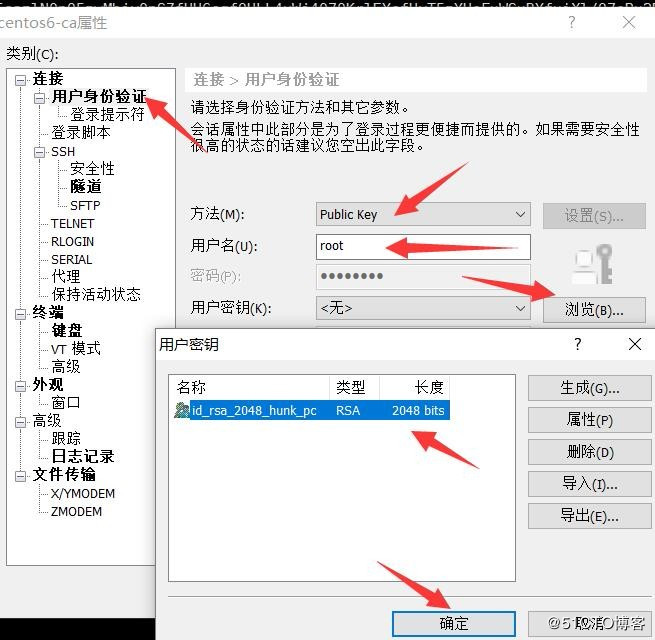 centos6-ca属性
类别(C):
连接
用户身份验证
登录提示符
登录脚本
SSH
安全性
隧道
SFTP
TELNET
RLOGIN
SERIAL
代理
保持活动状态
终端
键盘
VT 模式
高级
外观
窗口
高级
跟踪
日志记录
文件传输
X/YMODEM
ZMODEM
连接 > 用户身份验证
请选择身份验证方法和其它参数。
会话属性中此部分是为了登录过程更便捷而提供的。如果需要安全性
很高的状态的话建议您空出此字段。
方法(M):
Public Key
设置(S)...
用户名(U):
root
密码(P):
用户密钥(K):
<无>
浏览(B)...
用户密钥
名称 类型 长度
id_rsa_2048_hunk_pc RSA 2048 bits
生成(G)...
属性(P)
删除(D)
导入(I)...
导出(E)...
确定
取消
@51CTO博客